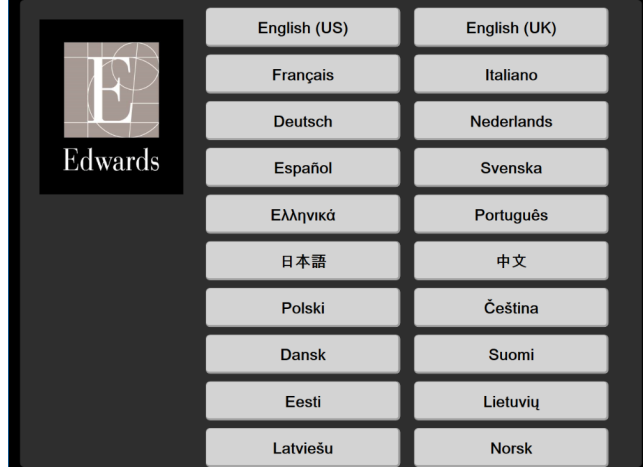 E
Edwards
English (US) English (UK)
Français Italiano
Deutsch Nederlands
Español Svenska
Ελληνικά Português
日本語 中文
Polski Čeština
Dansk Suomi
Eesti Lietuvių
Latviešu Norsk